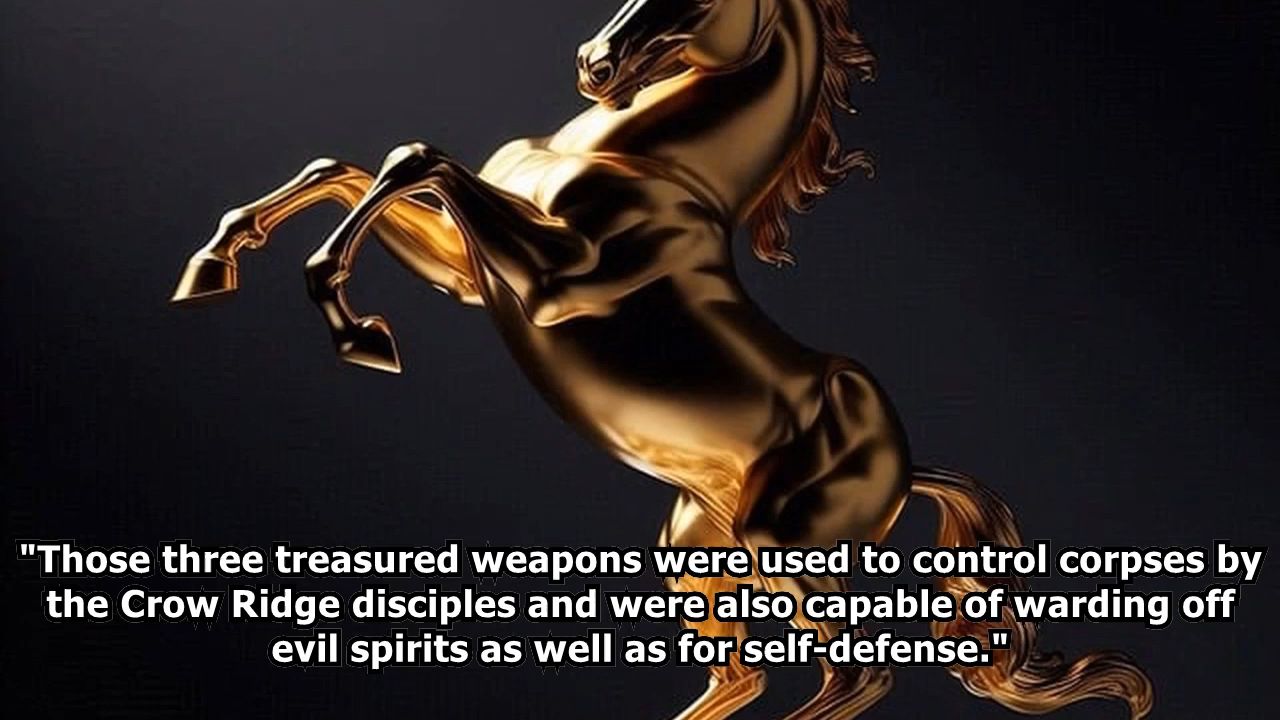 "Those three treasured weapons were used to control corpses by
the Crow Ridge disciples and were also capable of warding off
evil spirits as well as for self-defense."